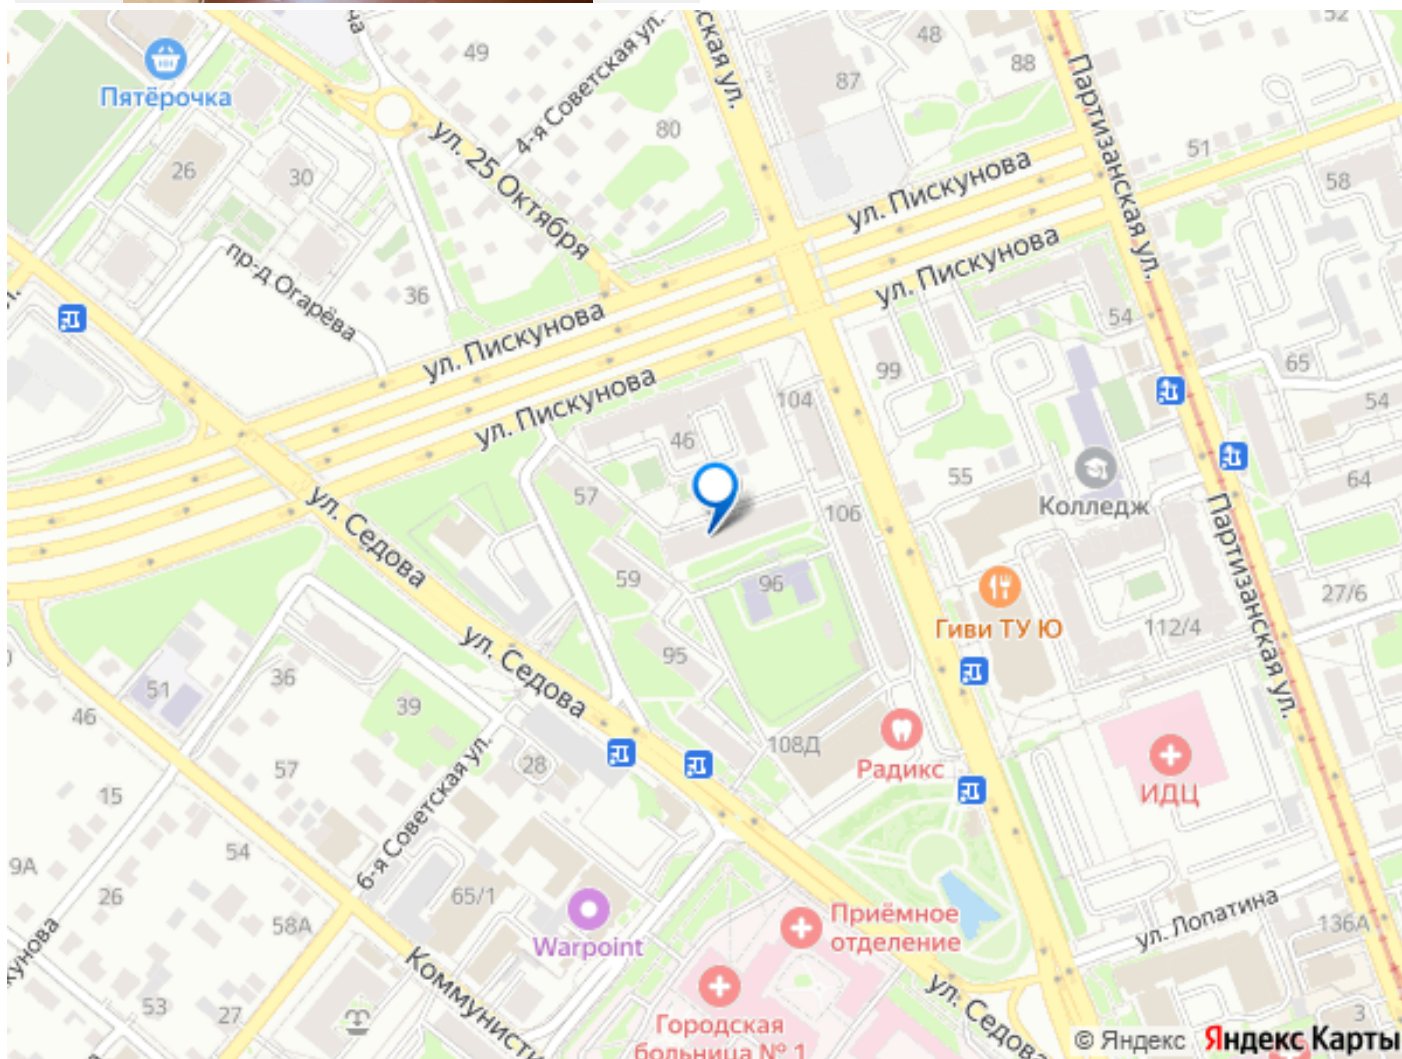 49
4-я Советская ул.
ская ул.
48
52
87
88
Пятёрочка
Партизанская ул.
80
ул. 25 Октября
51
26
30
ул. Пискунова
58
пр-д Огарёва
36
ул. Пискунова
ул. Пискунова
54
65
99
ул. Пискунова
104
54
46
55
57
64
Колледж
106
ул. Седова
Партизанская ул.
59
96
27/6
Гиви ТУ Ю
112/4
ул. Седова
95
51
36
39
46
108Д
Радикс
57
28
ИДЦ
15
6-я Советская ул.
9А
54
26
65/1
58А
Приёмное
отделение
ул. Лопатина
136А
Warpoint
кунова
Коммунисти
53
27
Городская
больница № 1
ул. Седова
3
© Яндекс Яндекс Карты